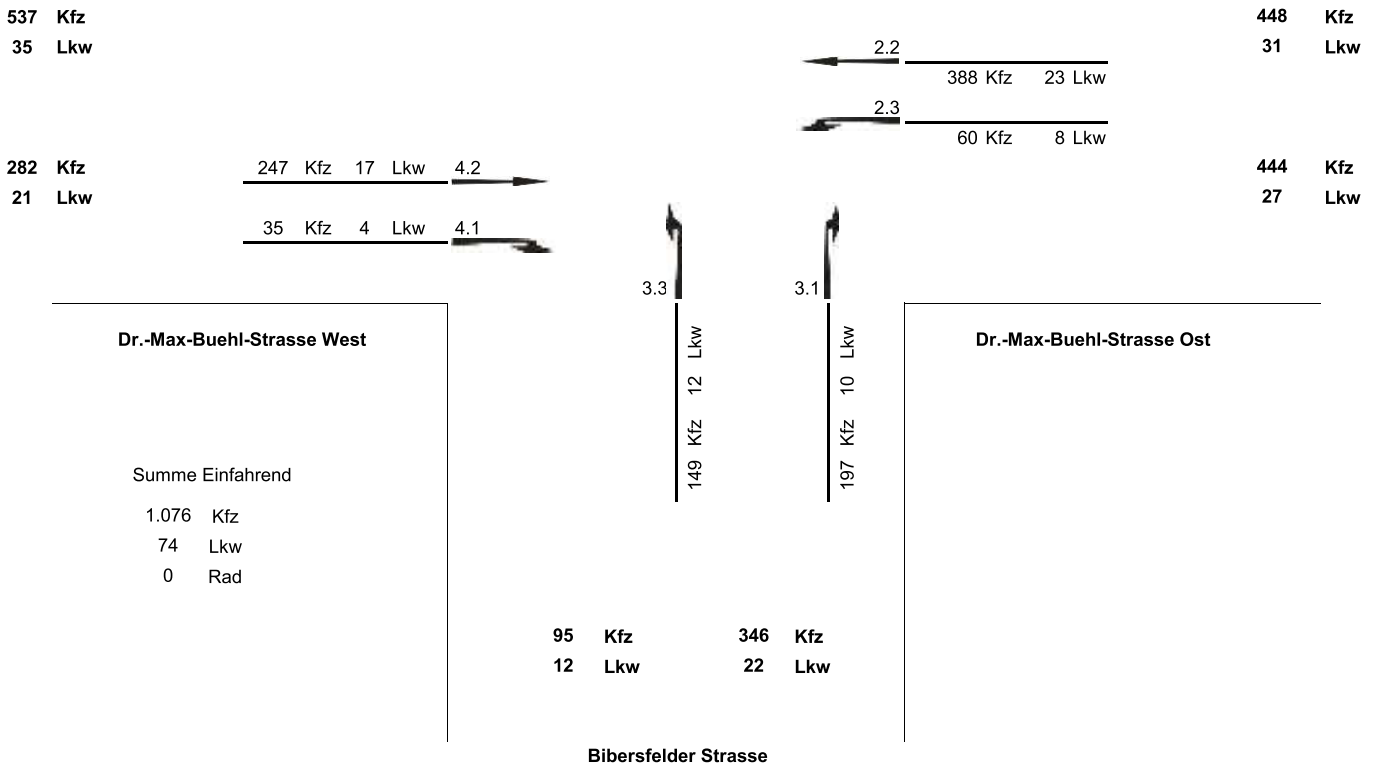 537 Kfz
35 Lkw
448 Kfz
31 Lkw
2.2
388 Kfz 23 Lkw
2.3
60 Kfz 8 Lkw
282 Kfz
21 Lkw
247 Kfz 17 Lkw 4.2
35 Kfz 4 Lkw 4.1
444 Kfz
27 Lkw
3.3
3.1
149 Kfz 12 Lkw
197 Kfz 10 Lkw
Dr.-Max-Buehl-Strasse West
Dr.-Max-Buehl-Strasse Ost
Summe Einfahrend
1.076 Kfz
74 Lkw
0 Rad
95 Kfz
12 Lkw
346 Kfz
22 Lkw
Bibersfelder Strasse